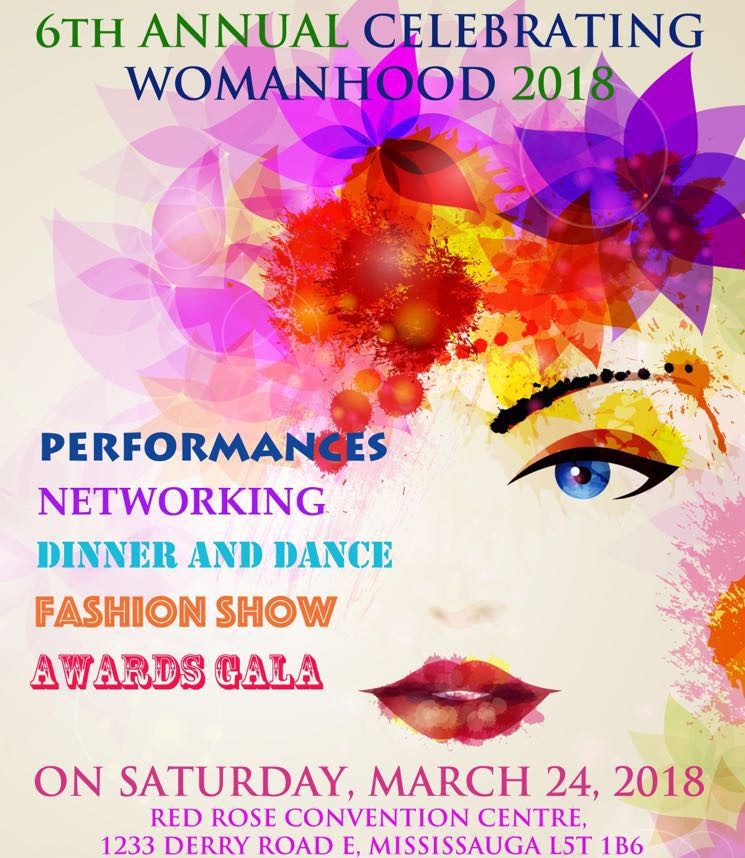 6TH ANNUAL CELEBRATING
WOMANHOOD 2018
PERFORMANCES
NETWORKING
DINNER AND DANCE
FASHION SHOW
AWARDS GALA
ON SATURDAY, MARCH 24, 2018
RED ROSE CONVENTION CENTRE,
1233 DERRY ROAD E, MISSISSAUGA L5T 1B6